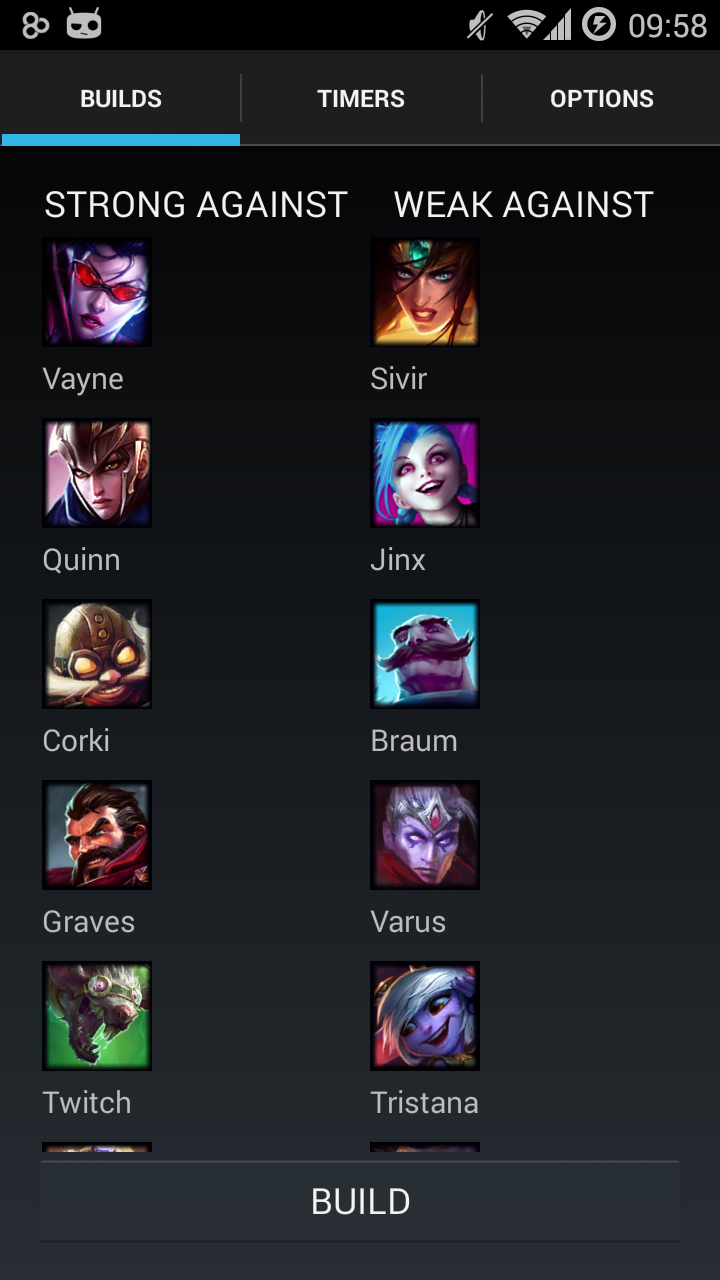 09:58
BUILDS
TIMERS
OPTIONS
STRONG AGAINST
WEAK AGAINST
Vayne
Sivir
Quinn
Jinx
Corki
Braum
Graves
Varus
Twitch
Tristana
BUILD